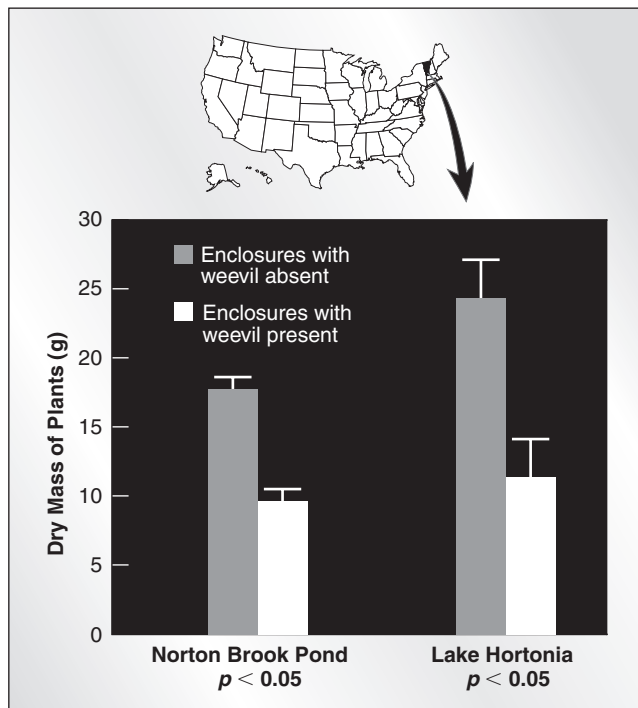 30
25
20
15
10
5
0
Dry Mass of Plants (g)
Enclosures with
weevil absent
Enclosures with
weevil present
Norton Brook Pond
p < 0.05
Lake Hortonia
p < 0.05